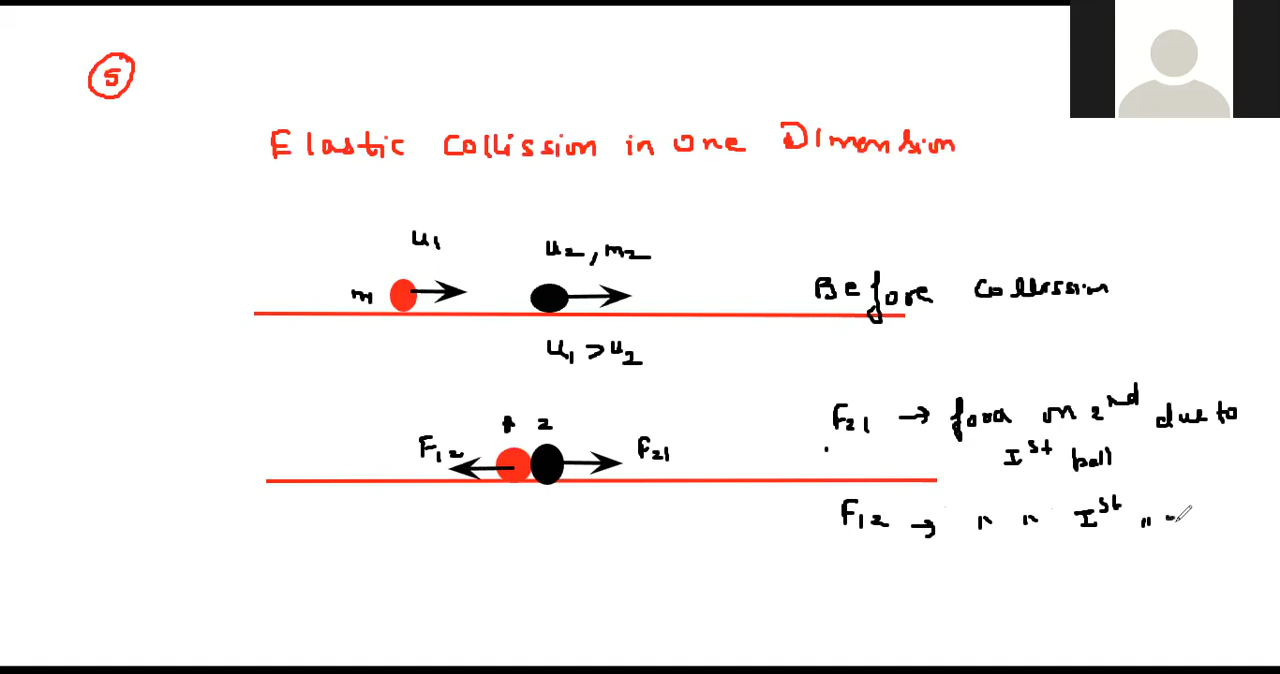 5
Elastic Collission in one Dimension
u1
u2, m2
m1
Before Collission
u1 > u2
F12
1 2
F21
F21 → force on 2nd due to
Ist ball
F12 → " " Ist "